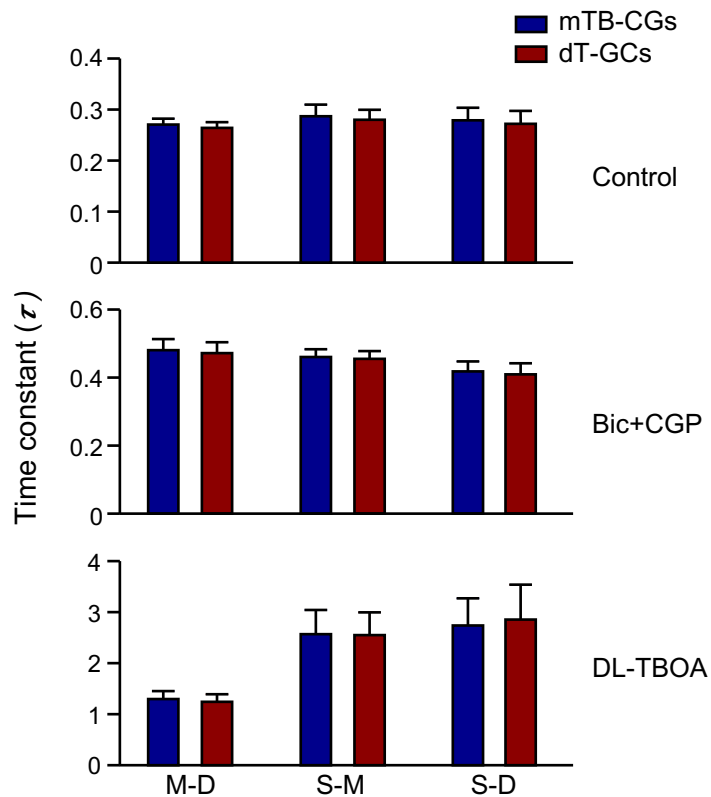 mTB-CGs
dT-GCs
0.4
0.3
0.2
0.1
0
Control
Time constant (τ)
0.6
0.4
0.2
0
Bic+CGP
4
3
2
1
0
DL-TBOA
M-D S-M S-D